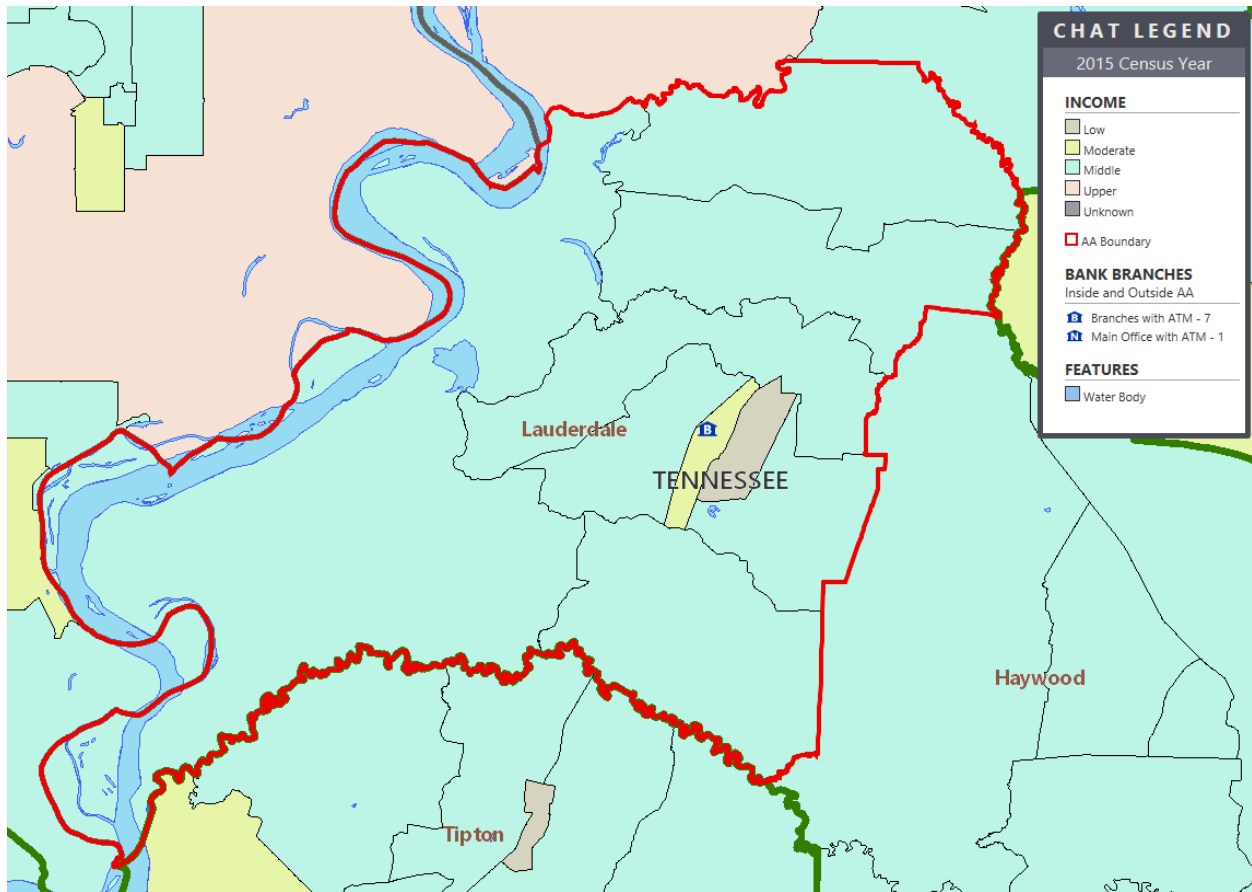 CHAT LEGEND
2015 Census Year
INCOME
Low
Moderate
Middle
Upper
Unknown
AA Boundary
BANK BRANCHES
Inside and Outside AA
B Branches with ATM - 7
N Main Office with ATM - 1
FEATURES
Water Body
Lauderdale
B
TENNESSEE
Haywood
Tipton